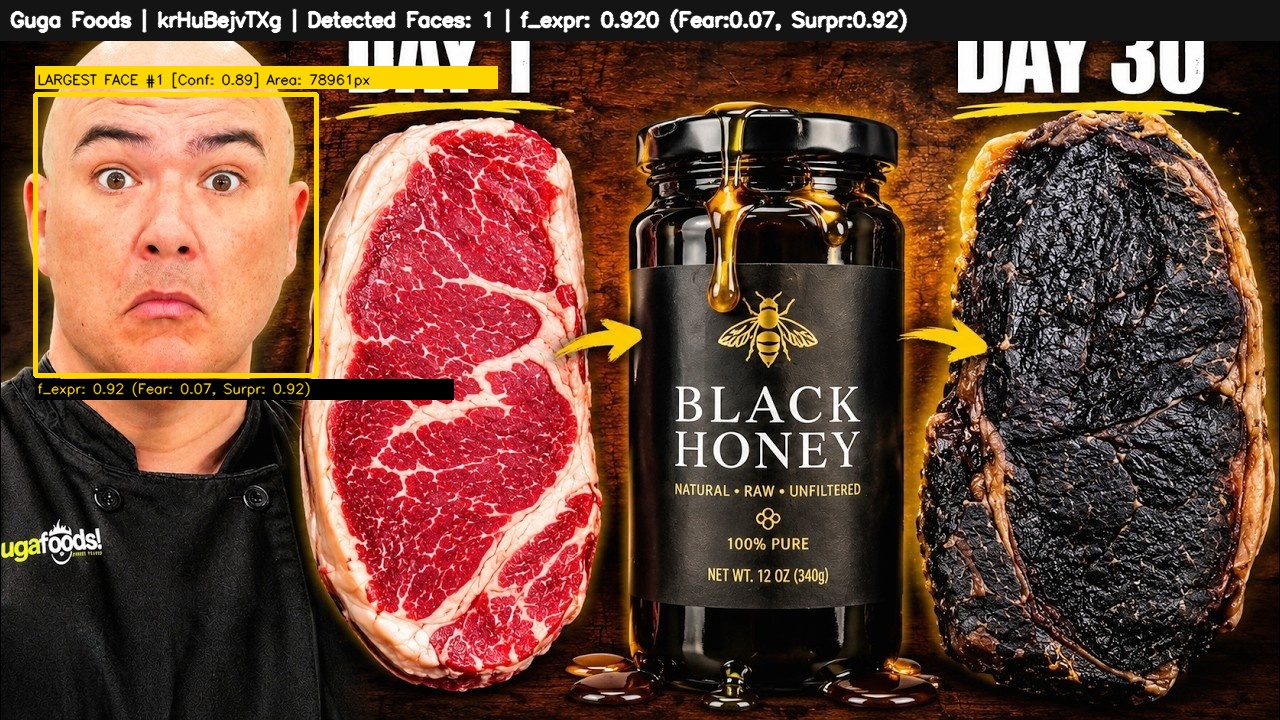 Guga Foods | krHuBejvTXg | Detected Faces: 1 | f_expr: 0.920 (Fear:0.07, Surpr:0.92)
DAY 1
DAY 30
LARGEST FACE #1 [Conf: 0.89] Area: 78961px
f_expr: 0.92 (Fear: 0.07, Surpr: 0.92)
BLACK
HONEY
NATURAL • RAW • UNFILTERED
100% PURE
NET WT. 12 OZ (340g)
ugafoods!